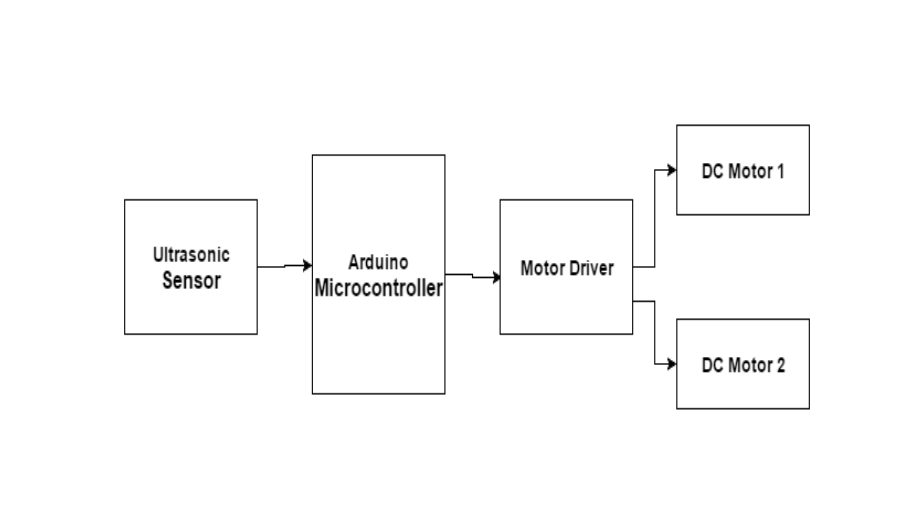 Ultrasonic
Sensor
Arduino
Microcontroller
Motor Driver
DC Motor 1
DC Motor 2